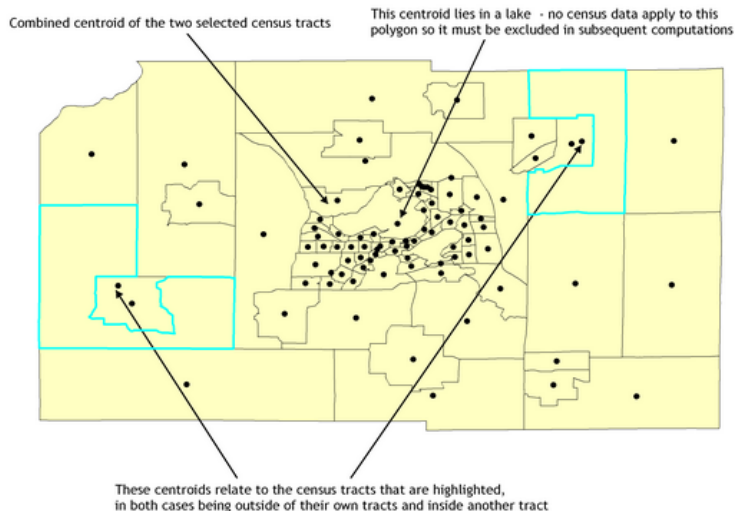 This centroid lies in a lake - no census data apply to this
polygon so it must be excluded in subsequent computations
Combined centroid of the two selected census tracts
These centroids relate to the census tracts that are highlighted,
in both cases being outside of their own tracts and inside another tract